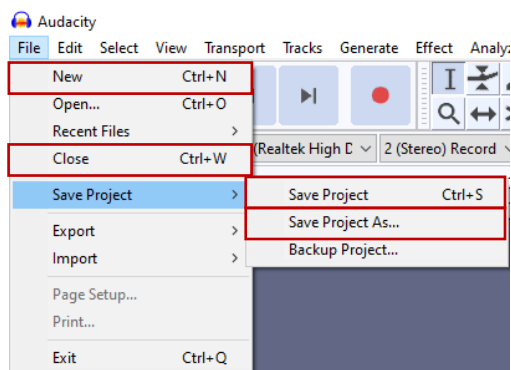 Audacity
File Edit Select View Transport Tracks Generate Effect
New Ctrl+N
Open... Ctrl+O
Recent Files
Close Ctrl+W
(Realtek High D 2 (Stereo) Record
Save Project
Save Project Ctrl+S
Save Project As...
Backup Project...
Export
Import
Page Setup...
Print...
Exit Ctrl+Q